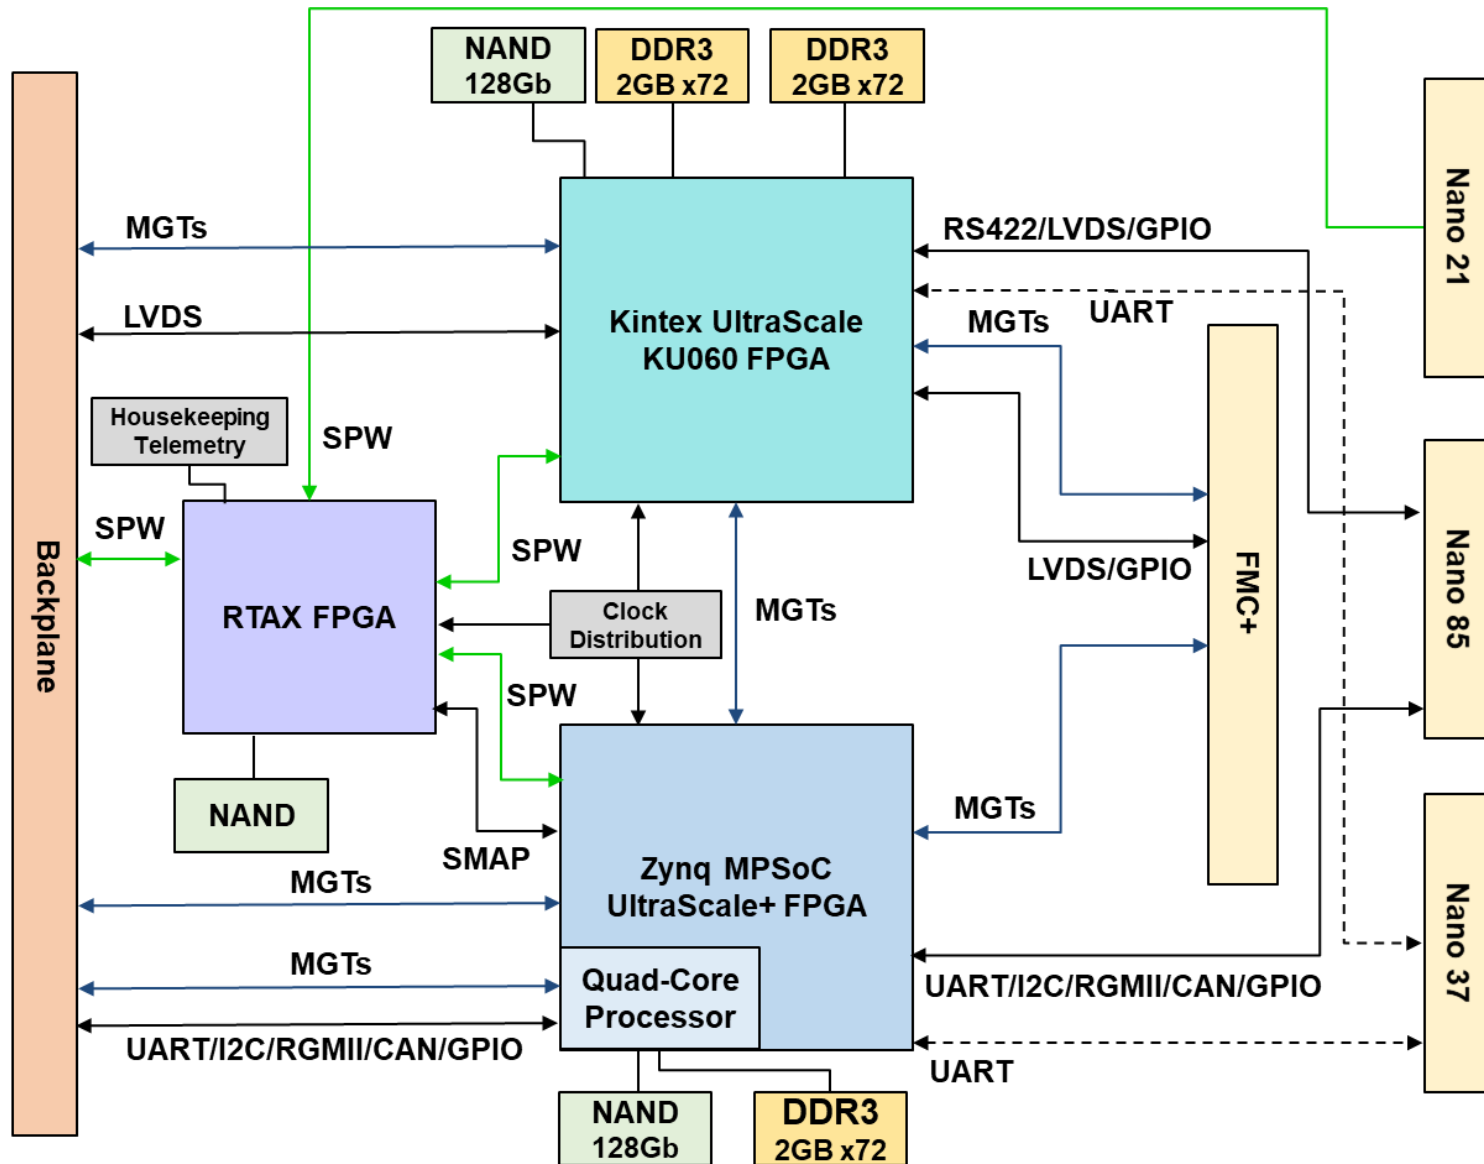 NAND
128Gb
DDR3
2GB x72
DDR3
2GB x72
Nano 21
MGTs
RS422/LVDS/GPIO
LVDS
UART
MGTs
Kintex UltraScale
KU060 FPGA
Housekeeping
Telemetry
SPW
SPW
Backplane
RTAX FPGA
SPW
Clock
Distribution
MGTs
LVDS/GPIO
FMC+
Nano 85
SPW
NAND
SMAP
MGTs
Zynq MPSoC
UltraScale+ FPGA
MGTs
MGTs
Quad-Core
Processor
UART/I2C/RGMII/CAN/GPIO
UART/I2C/RGMII/CAN/GPIO
UART
Nano 37
NAND
128Gb
DDR3
2GB x72